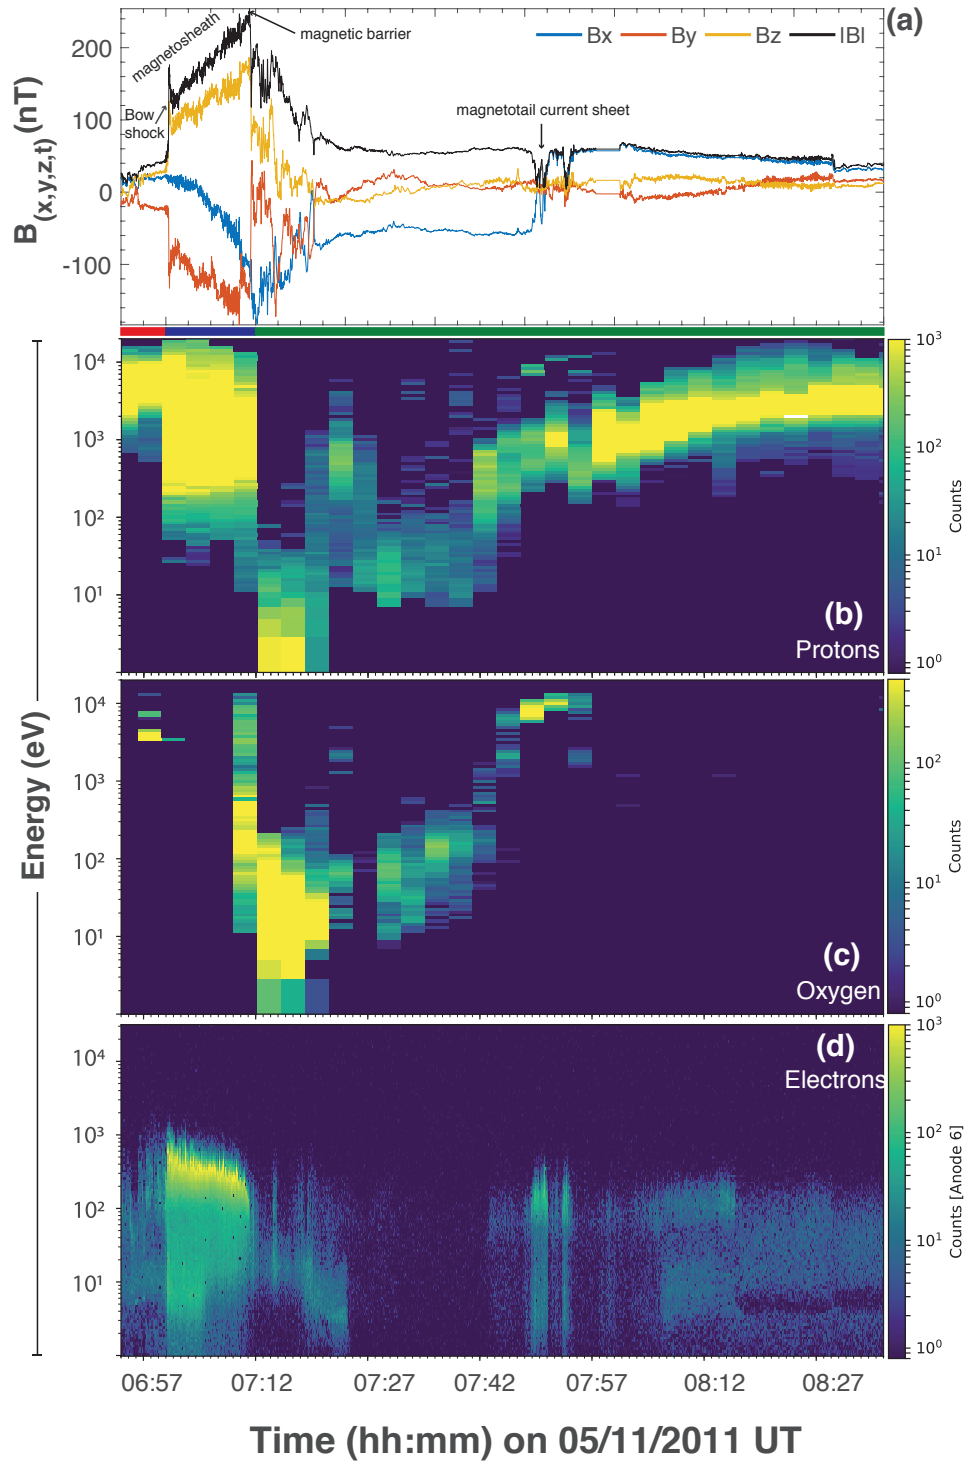 (a)
Bx By Bz |B|
magnetosheath
magnetic barrier
Bow
shock
magnetotail current sheet
B(x,y,z,t)(nT)
200
100
0
-100
Energy (eV)
10⁴
10³
10²
10¹
(b)
Protons
10³
10²
10¹
10⁰
Counts
10⁴
10³
10²
10¹
(c)
Oxygen
10²
10¹
10⁰
Counts
10⁴
10³
10²
10¹
(d)
Electrons
10³
10²
10¹
10⁰
Counts [Anode 6]
06:57 07:12 07:27 07:42 07:57 08:12 08:27
Time (hh:mm) on 05/11/2011 UT